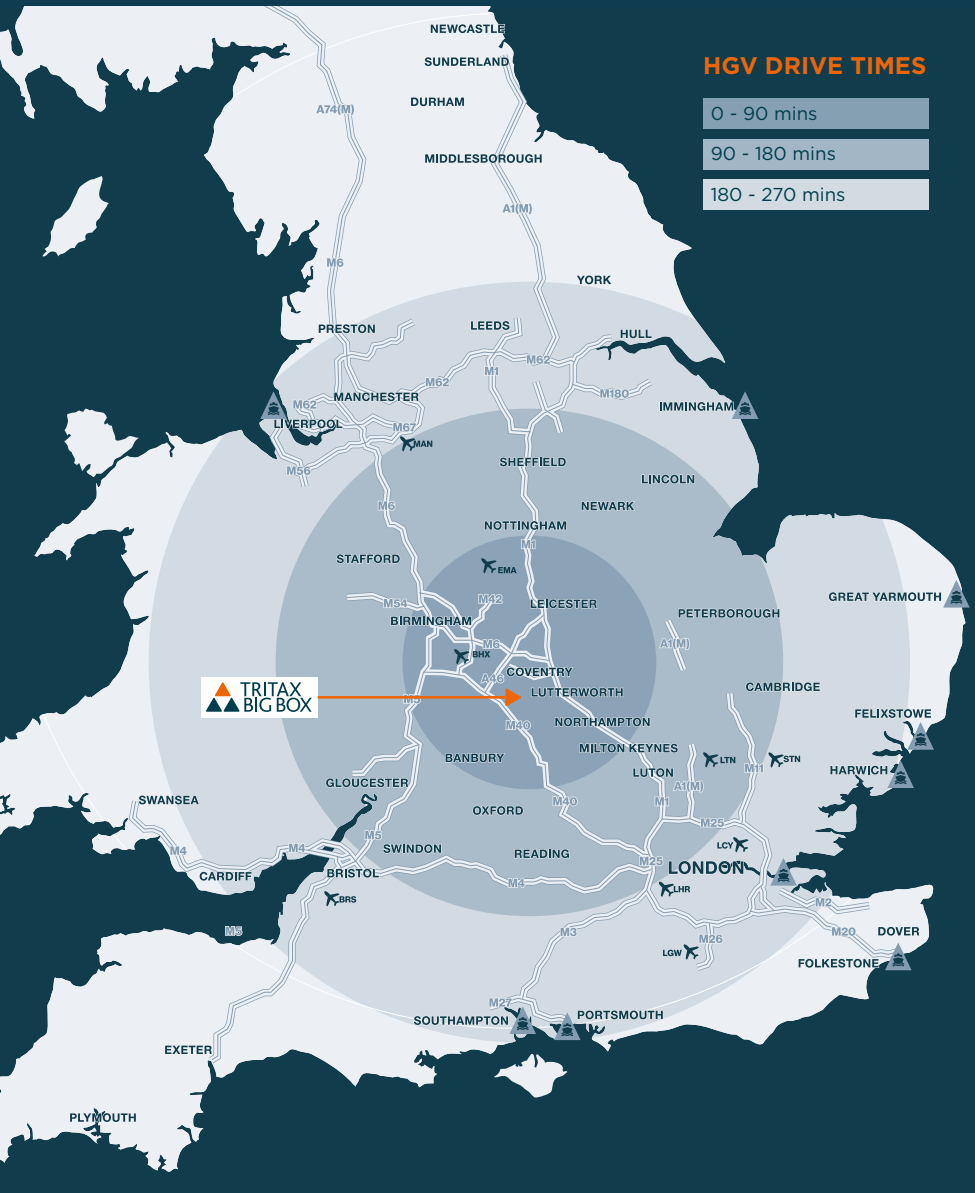 NEWCASTLE
SUNDERLAND
HGV DRIVE TIMES
DURHAM
A74(M)
0 - 90 mins
90 - 180 mins
180 - 270 mins
MIDDLESBOROUGH
A1(M)
M6
YORK
PRESTON
LEEDS
HULL
M62
M1
M62
M180
MANCHESTER
M62
IMMINGHAM
LIVERPOOL
M67
MAN
M56
SHEFFIELD
LINCOLN
M6
NEWARK
NOTTINGHAM
M1
STAFFORD
EMA
GREAT YARMOUTH
M54
M42
LEICESTER
BIRMINGHAM
PETERBOROUGH
M6
A1(M)
BHX
COVENTRY
A46
CAMBRIDGE
TRITAX
BIG BOX
LUTTERWORTH
M5
FELIXSTOWE
M40
NORTHAMPTON
MILTON KEYNES
BANBURY
LTN
STN
LUTON
M11
HARWICH
GLOUCESTER
A1(M)
SWANSEA
M40
M1
OXFORD
M25
M5
M4
M4
SWINDON
READING
LCY
M25
LONDON
CARDIFF
BRISTOL
M4
LHR
BRS
M2
M5
M3
M26
M20
DOVER
LGW
FOLKESTONE
M27
SOUTHAMPTON
PORTSMOUTH
EXETER
PLYMOUTH